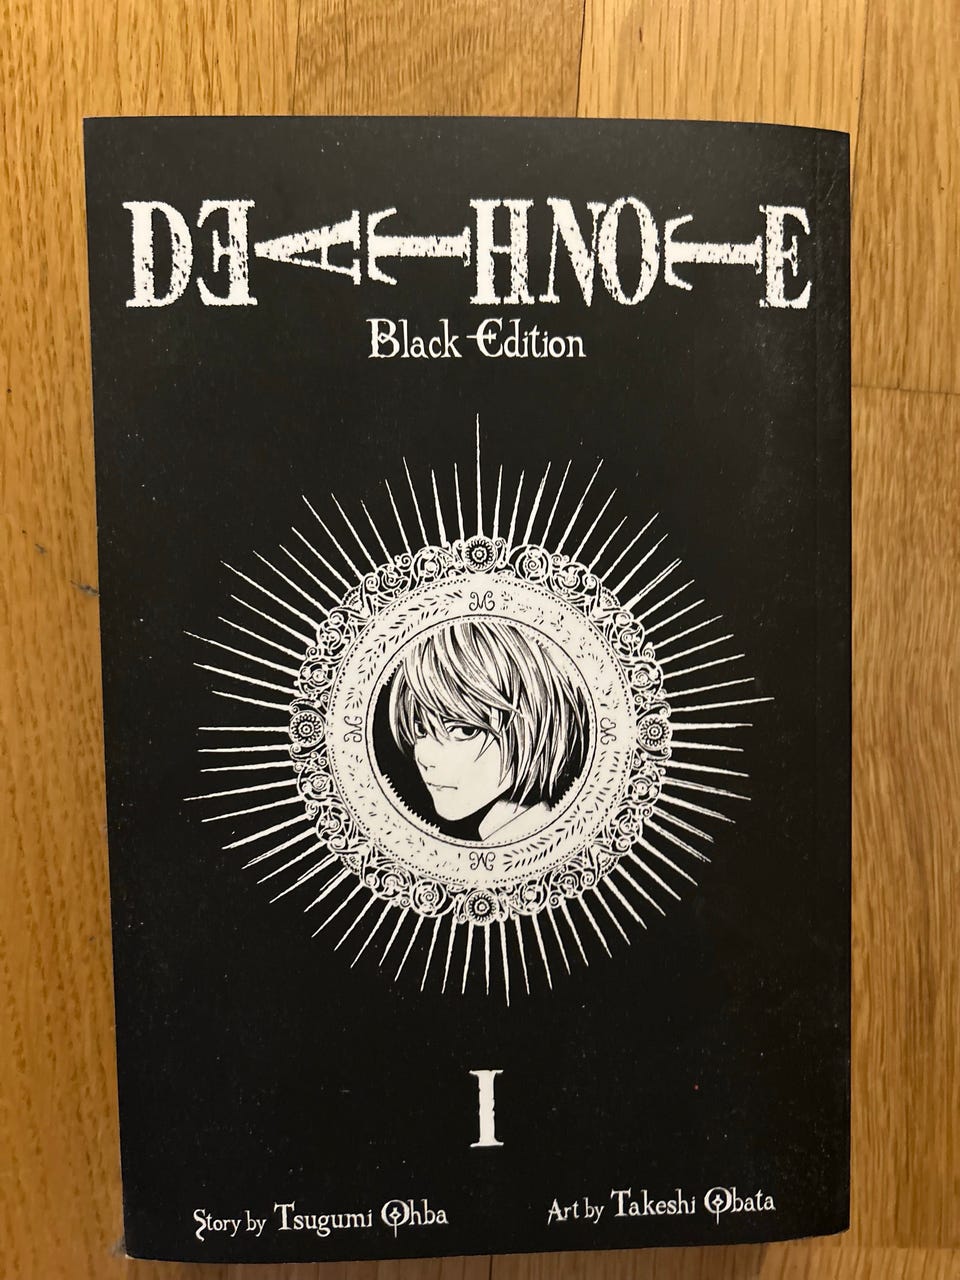 DEATH NOTE
Black Edition
I
Story by Tsugumi Ohba
Art by Takeshi Obata